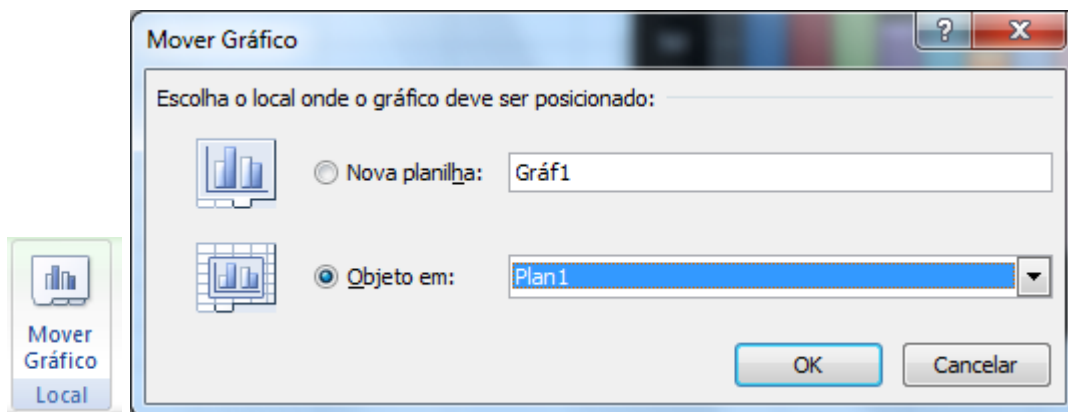 Mover Gráfico
Escolha o local onde o gráfico deve ser posicionado:
Nova planilha: Gráf1
Objeto em: Plan1
OK Cancelar
Mover
Gráfico
Local